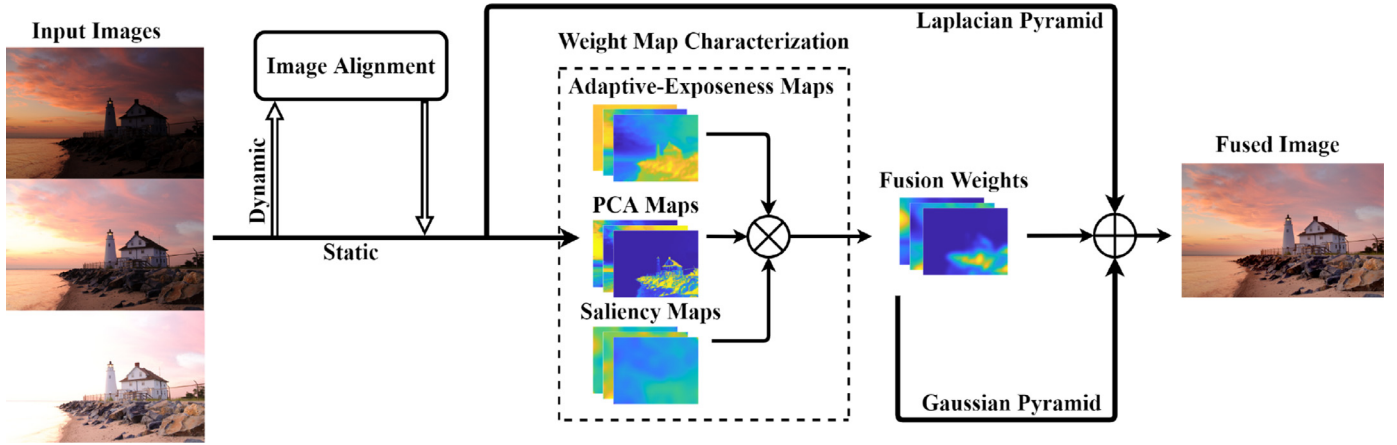 Input Images
Image Alignment
Dynamic
Static
Laplacian Pyramid
Weight Map Characterization
Adaptive-Exposeness Maps
PCA Maps
Saliency Maps
Fusion Weights
Gaussian Pyramid
Fused Image